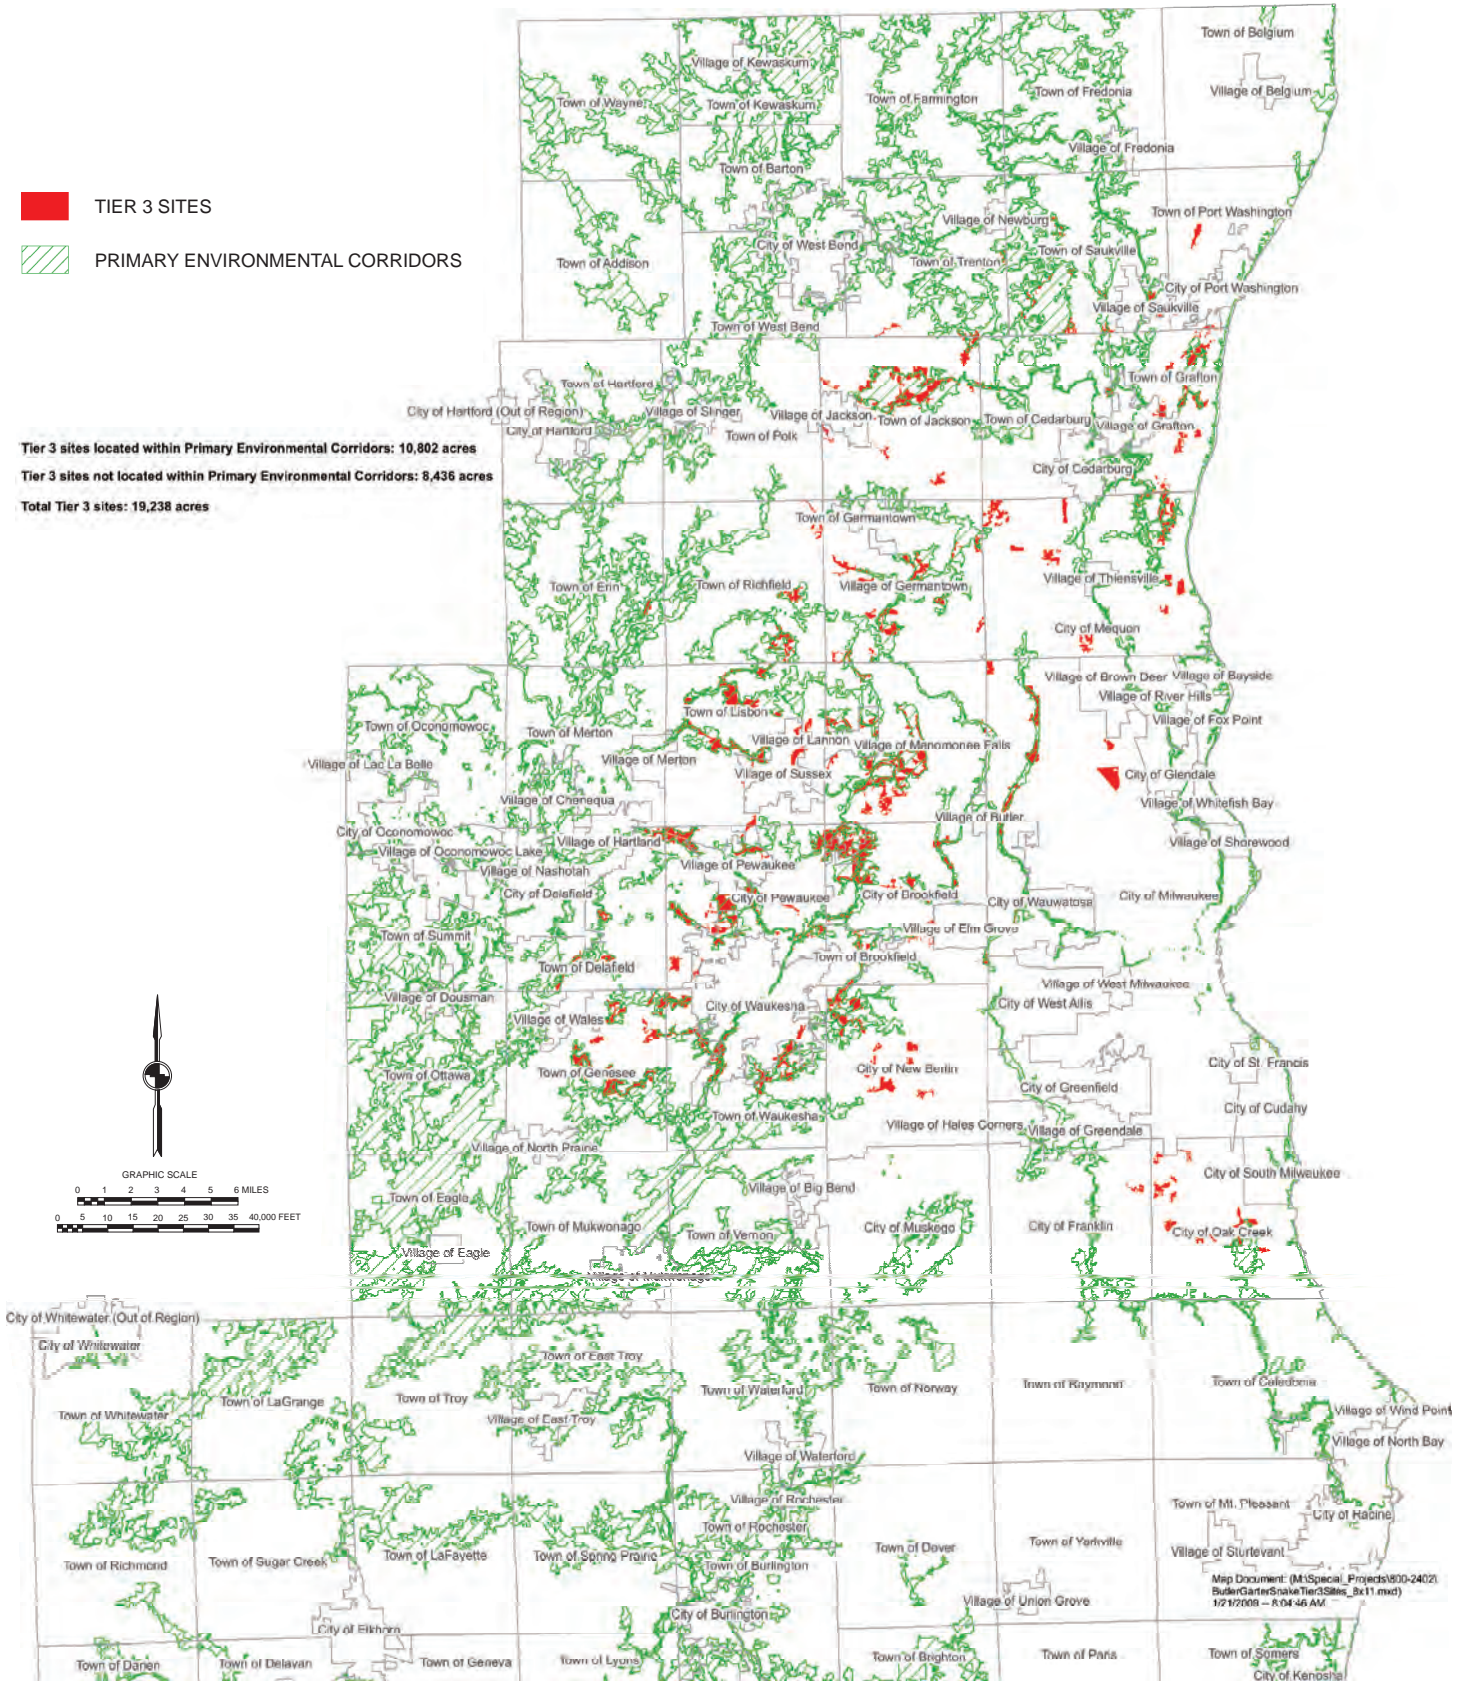 Town of Belgium
Village of Kewaskum
Village of Belgium
Town of Wayne
Town of Kewaskum
Town of Farmington
Town of Fredonia
Village of Fredonia
Town of Barton
TIER 3 SITES
Village of Newburg
Town of Port Washington
City of West Bend
Town of Saukville
PRIMARY ENVIRONMENTAL CORRIDORS
Town of Addison
Town of Trenton
City of Port Washington
Village of Saukville
Town of West Bend
Town of Hartford
Town of Grafton
City of Hartford (Out of Region)
Village of Slinger
Village of Jackson
Town of Jackson
Town of Cedarburg
Village of Grafton
City of Hartford
Town of Polk
Tier 3 sites located within Primary Environmental Corridors: 10,802 acres
City of Cedarburg
Tier 3 sites not located within Primary Environmental Corridors: 8,436 acres
Total Tier 3 sites: 19,238 acres
Town of Germantown
Town of Erin
Town of Richfield
Village of Germantown
Village of Thiensville
City of Mequon
Village of Brown Deer
Village of Bayside
Village of River Hills
Town of Lisbon
Village of Fox Point
Town of Oconomowoc
Town of Merton
Village of Lannon
Village of Menomonee Falls
Village of Lac La Belle
Village of Merton
Village of Sussex
City of Glendale
Village of Chenequa
Village of Whitefish Bay
Village of Butler
City of Oconomowoc
Village of Hartland
Village of Shorewood
Village of Oconomowoc Lake
Village of Pewaukee
Village of Nashotah
City of Delafield
City of Pewaukee
City of Brookfield
City of Wauwatosa
City of Milwaukee
Town of Summit
Village of Elm Grove
Town of Delafield
Town of Brookfield
Village of West Milwaukee
Village of Dousman
City of Waukesha
City of West Allis
Village of Wales
Town of Ottawa
Town of Genesee
City of New Berlin
City of St. Francis
City of Greenfield
City of Cudahy
Town of Waukesha
Village of Hales Corners
Village of Greendale
Village of North Prairie
GRAPHIC SCALE
0 1 2 3 4 5 6 MILES
0 5 10 15 20 25 30 35 40,000 FEET
City of South Milwaukee
Village of Big Bend
Town of Eagle
Town of Mukwonago
Town of Vernon
City of Muskego
City of Franklin
City of Oak Creek
Village of Eagle
Village of Mukwonago
City of Whitewater (Out of Region)
City of Whitewater
Town of East Troy
Town of LaGrange
Town of Troy
Town of Waterford
Town of Norway
Town of Raymond
Town of Caledonia
Town of Whitewater
Village of East Troy
Village of Wind Point
Village of North Bay
Village of Waterford
Village of Rochester
Town of Mt. Pleasant
City of Racine
Town of Rochester
Town of Richmond
Town of Sugar Creek
Town of LaFayette
Town of Spring Prairie
Town of Burlington
Town of Dover
Town of Yorkville
Village of Sturtevant
Map Document: (M:\Special_Projects\800-2402\
ButlerGarterSnakeTier3Sites_8x11.mxd)
1/21/2009 -- 8:04:46 AM
Village of Union Grove
City of Burlington
City of Elkhorn
Town of Darien
Town of Delavan
Town of Geneva
Town of Lyons
Town of Brighton
Town of Paris
Town of Somers
City of Kenosha